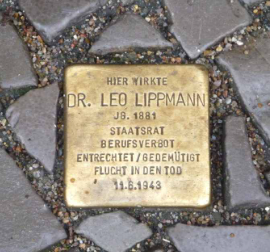 HIER WIRKTE
DR. LEO LIPPMANN
JG. 1881
STAATSRAT
BERUFSVERBOT
ENTRECHTET/GEDEMÜTIGT
FLUCHT IN DEN TOD
11.6.1943